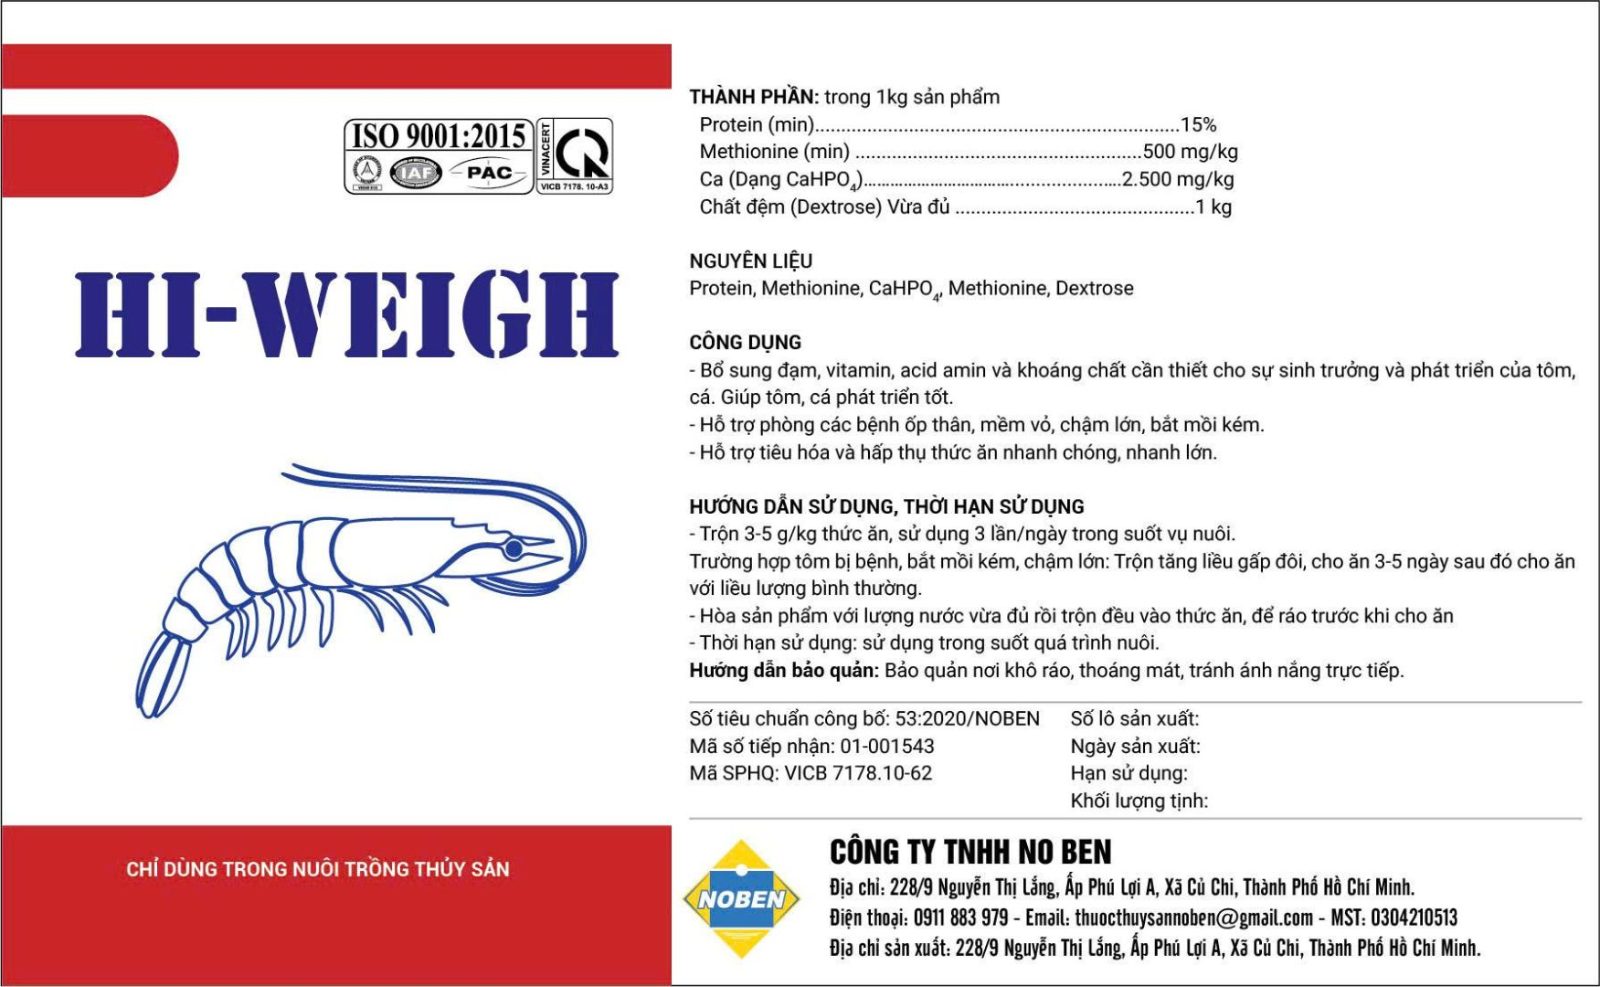 ISO 9001:2015
IAF
PAC
VINACERT
VICB 7178. 10-A3
HI-WEIGH
CHỈ DÙNG TRONG NUÔI TRỒNG THỦY SẢN
THÀNH PHẦN: trong 1kg sản phẩm
Protein (min)......................................................................15%
Methionine (min) .......................................................500 mg/kg
Ca (Dạng CaHPO₄)................................................2.500 mg/kg
Chất đệm (Dextrose) Vừa đủ ..............................................1 kg
NGUYÊN LIỆU
Protein, Methionine, CaHPO₄, Methionine, Dextrose
CÔNG DỤNG
- Bổ sung đạm, vitamin, acid amin và khoáng chất cần thiết cho sự sinh trưởng và phát triển của tôm,
cá. Giúp tôm, cá phát triển tốt.
- Hỗ trợ phòng các bệnh ốp thân, mềm vỏ, chậm lớn, bắt mồi kém.
- Hỗ trợ tiêu hóa và hấp thụ thức ăn nhanh chóng, nhanh lớn.
HƯỚNG DẪN SỬ DỤNG, THỜI HẠN SỬ DỤNG
- Trộn 3-5 g/kg thức ăn, sử dụng 3 lần/ngày trong suốt vụ nuôi.
Trường hợp tôm bị bệnh, bắt mồi kém, chậm lớn: Trộn tăng liều gấp đôi, cho ăn 3-5 ngày sau đó cho ăn
với liều lượng bình thường.
- Hòa sản phẩm với lượng nước vừa đủ rồi trộn đều vào thức ăn, để ráo trước khi cho ăn
- Thời hạn sử dụng: sử dụng trong suốt quá trình nuôi.
Hướng dẫn bảo quản: Bảo quản nơi khô ráo, thoáng mát, tránh ánh nắng trực tiếp.
Số tiêu chuẩn công bố: 53:2020/NOBEN
Mã số tiếp nhận: 01-001543
Mã SPHQ: VICB 7178.10-62
Số lô sản xuất:
Ngày sản xuất:
Hạn sử dụng:
Khối lượng tịnh:
NOBEN
CÔNG TY TNHH NO BEN
Địa chỉ: 228/9 Nguyễn Thị Lắng, Ấp Phú Lợi A, Xã Củ Chi, Thành Phố Hồ Chí Minh.
Điện thoại: 0911 883 979 - Email: thuocthuysannoben@gmail.com - MST: 0304210513
Địa chỉ sản xuất: 228/9 Nguyễn Thị Lắng, Ấp Phú Lợi A, Xã Củ Chi, Thành Phố Hồ Chí Minh.